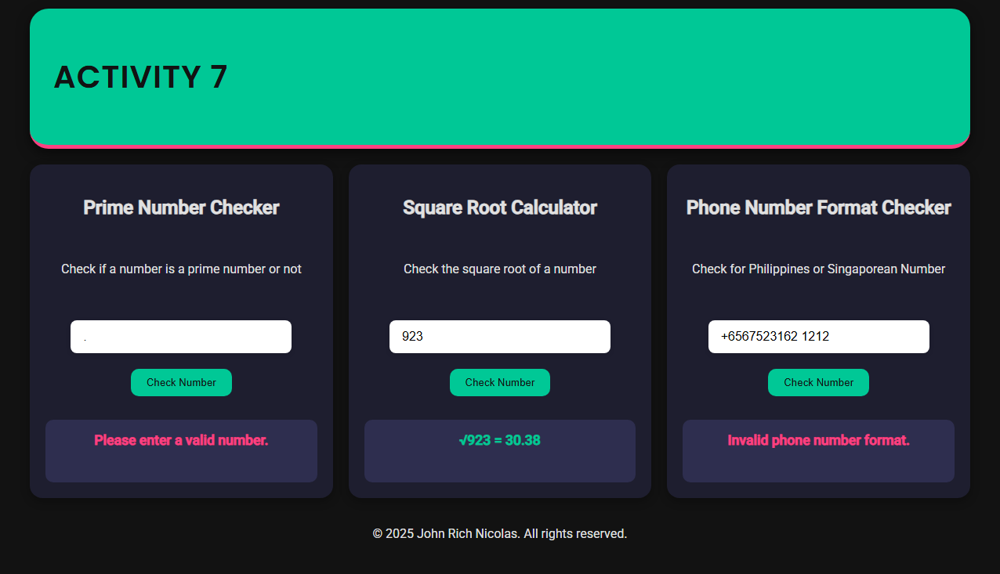 ACTIVITY 7
Prime Number Checker
Check if a number is a prime number or not
.
Check Number
Please enter a valid number.
Square Root Calculator
Check the square root of a number
923
Check Number
√923 = 30.38
Phone Number Format Checker
Check for Philippines or Singaporean Number
+6567523162 1212
Check Number
Invalid phone number format.
© 2025 John Rich Nicolas. All rights reserved.